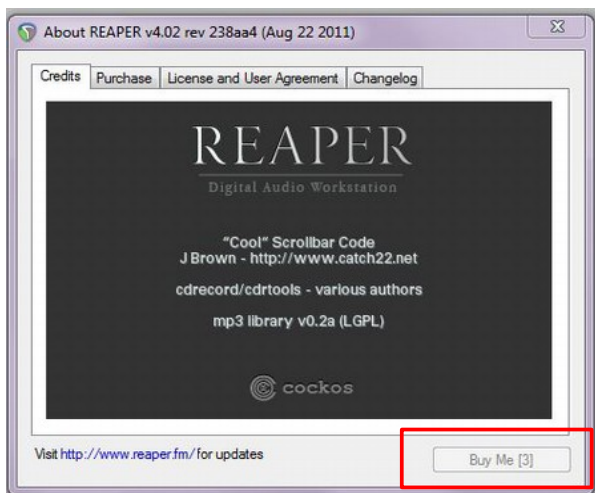 About REAPER v4.02 rev 238aa4 (Aug 22 2011)
Credits Purchase License and User Agreement Changelog
REAPER
Digital Audio Workstation
"Cool" Scrollbar Code
J Brown - http://www.catch22.net
cdrecord/cdrtools - various authors
mp3 library v0.2a (LGPL)
cockos
Visit http://www.reaper.fm/ for updates
Buy Me [3]